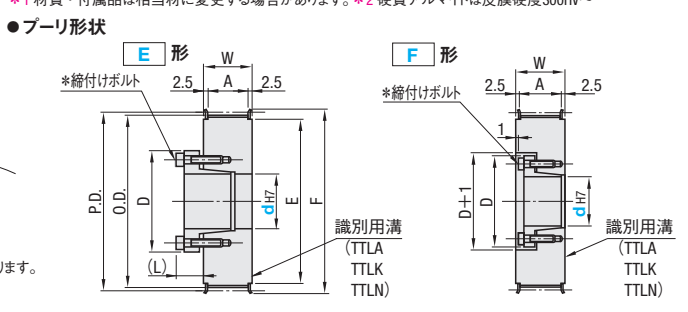 *1 材質・付属品は相当材に変更する場合があります。*2 硬質アルマイトは皮膜硬度300HV～
●プーリ形状
E 形
W
*締付けボルト
2.5 A 2.5
P.D.
O.D.
D
dH7
E
F
(L)
識別用溝
(TTLA
TTLK
TTLN)
F 形
W
*締付けボルト
2.5 A 2.5
1
D+1
D
dH7
識別用溝
(TTLA
TTLK
TTLN)
ります。